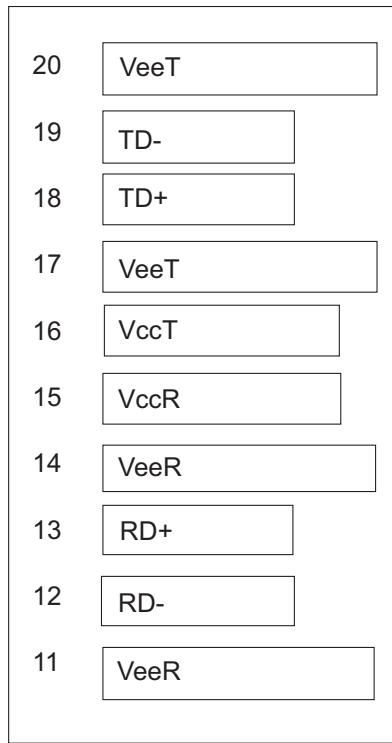 20 VeeT
19 TD-
18 TD+
17 VeeT
16 VccT
15 VccR
14 VeeR
13 RD+
12 RD-
11 VeeR